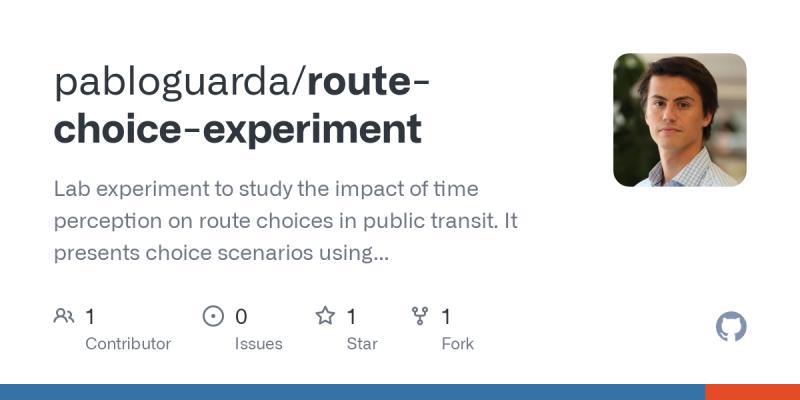 pabloguarda/route-
choice-experiment
Lab experiment to study the impact of time
perception on route choices in public transit. It
presents choice scenarios using...
1 0 1 1
Contributor Issues Star Fork